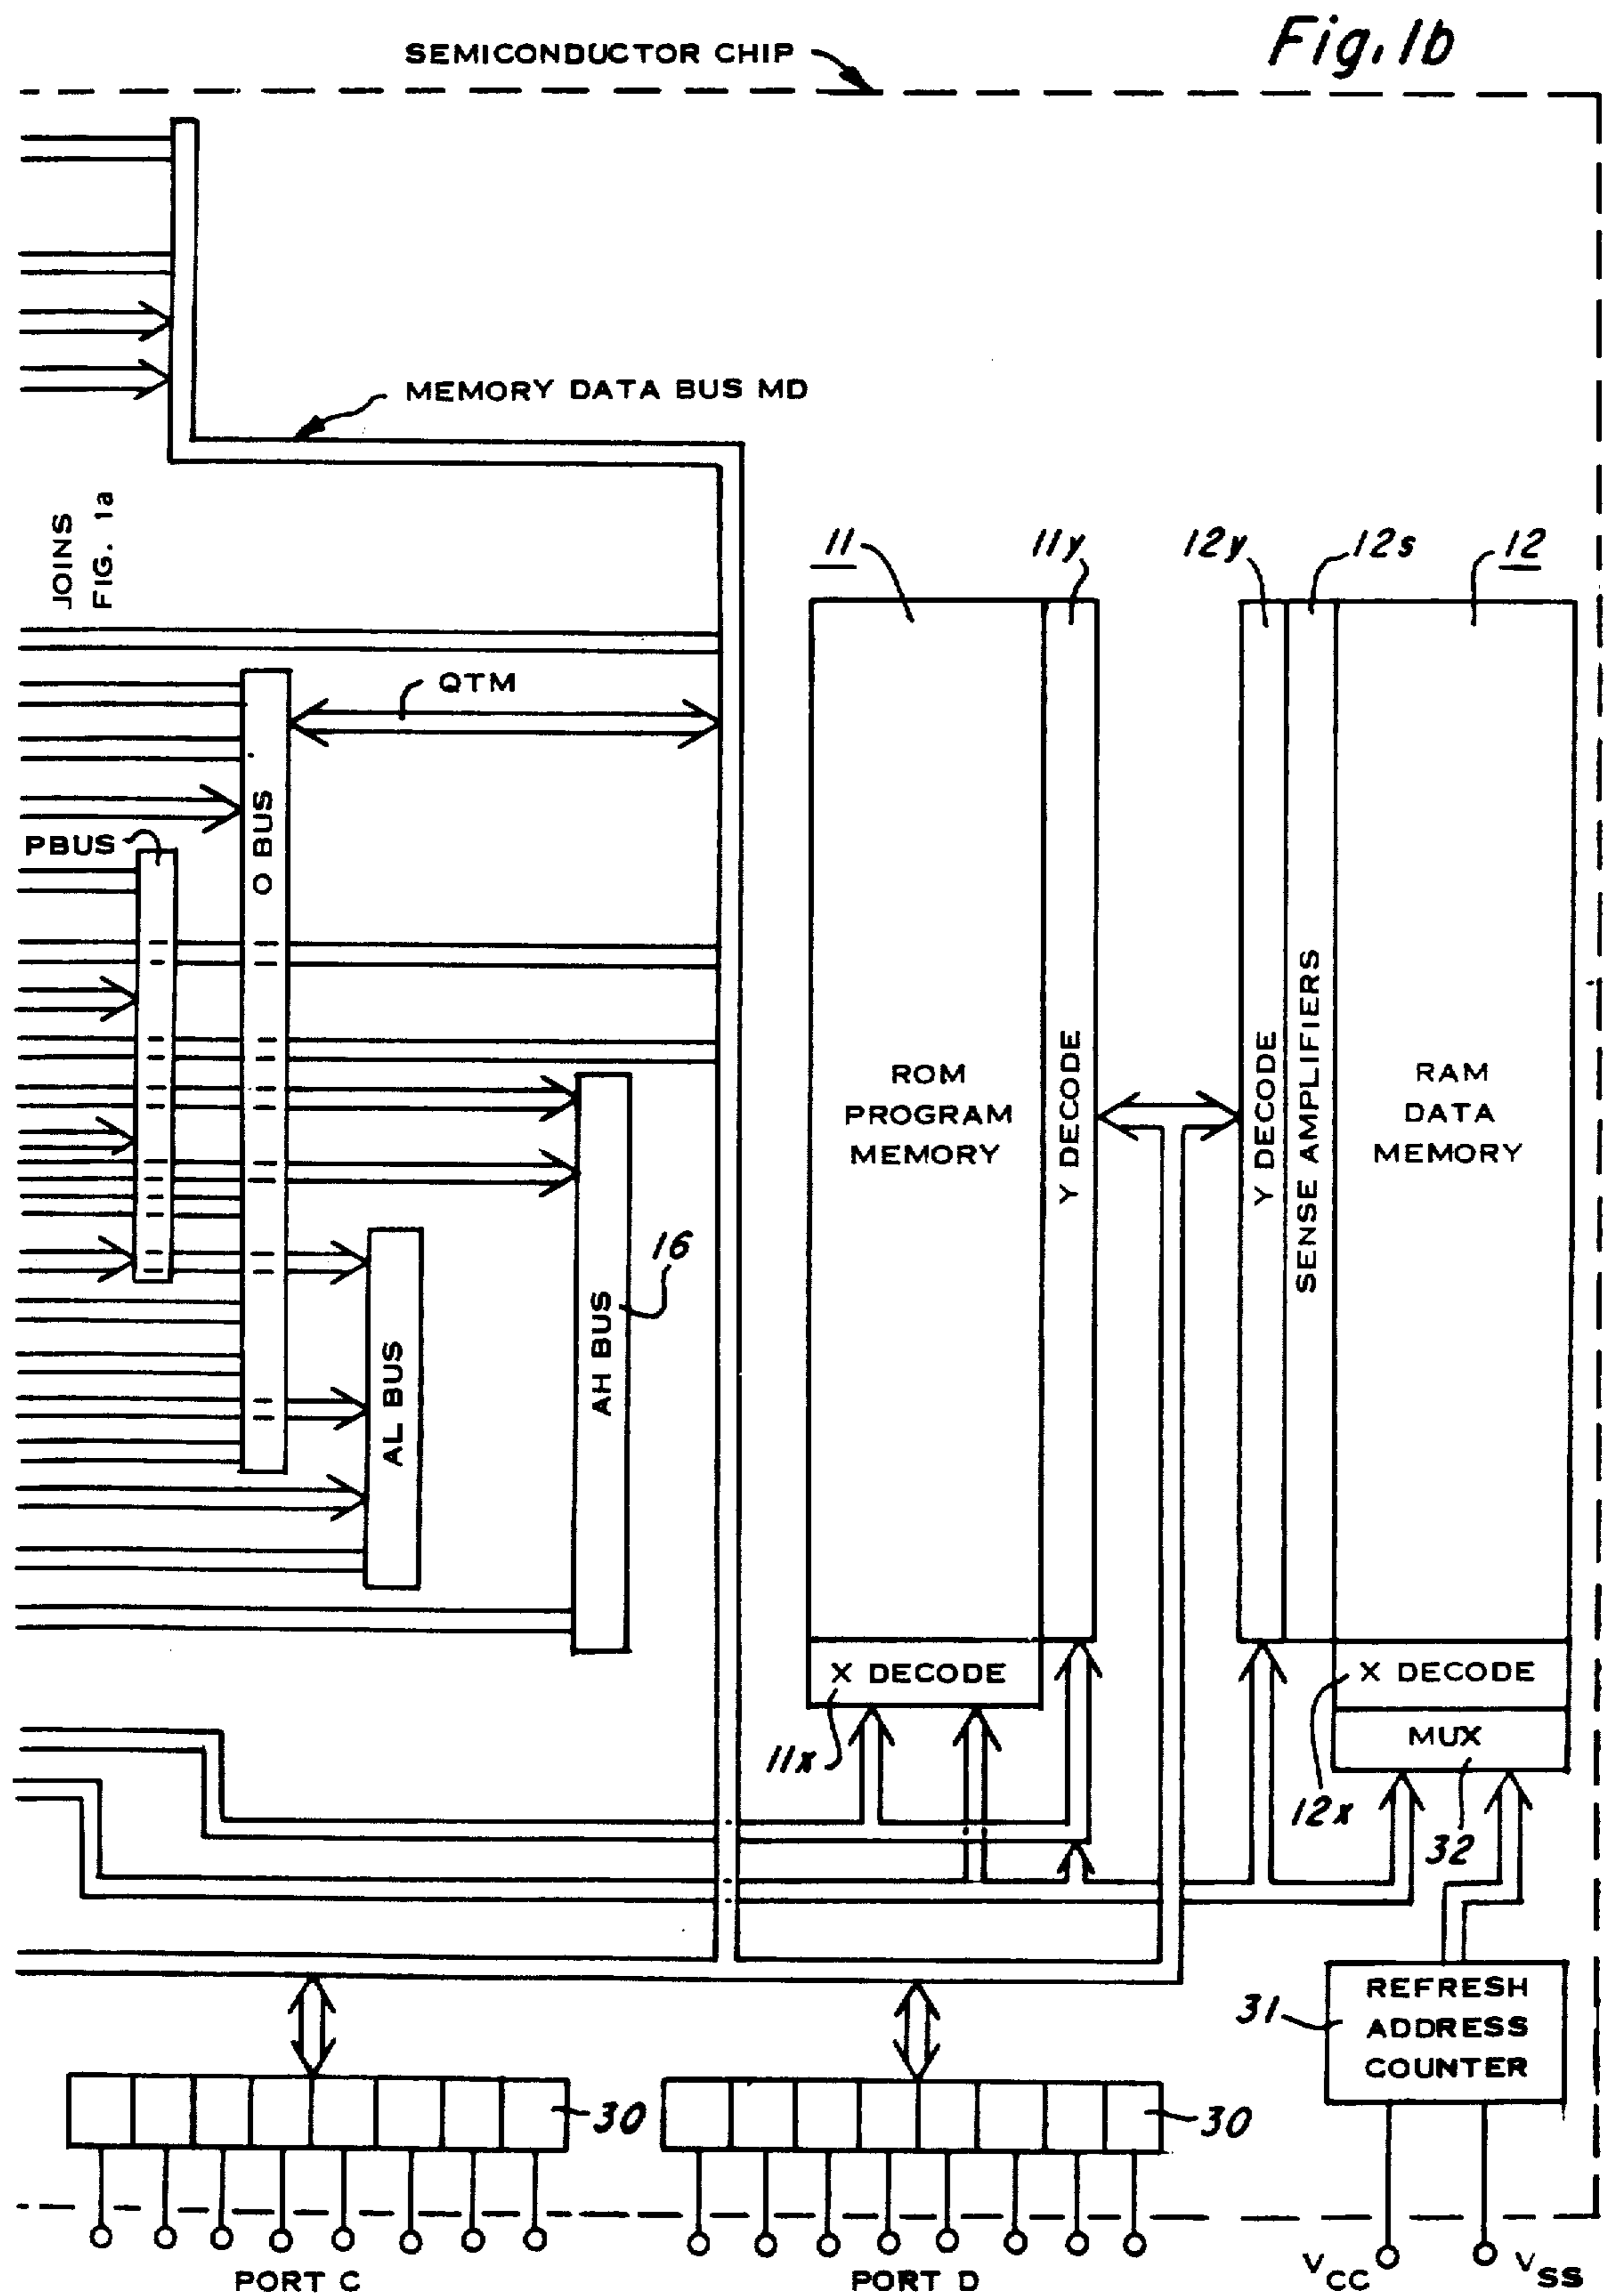 Fig. 1b
SEMICONDUCTOR CHIP
MEMORY DATA BUS MD
JOINS
FIG. 1a
11
11y
12y
12s
12
QTM
O BUS
PBUS
ROM
PROGRAM
MEMORY
Y DECODE
Y DECODE
SENSE AMPLIFIERS
RAM
DATA
MEMORY
16
AH BUS
AL BUS
X DECODE
X DECODE
MUX
11x
12x
32
31
REFRESH
ADDRESS
COUNTER
30
30
PORT C
PORT D
VCC
VSS